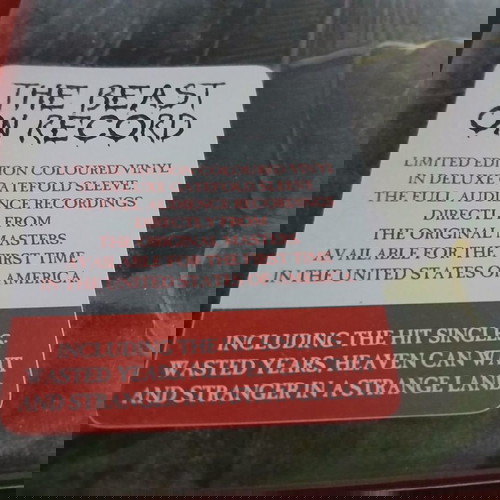 THE BEAST
ON RECORD
LIMITED EDITION COLOURED VINYL
IN DELUXE GATEFOLD SLEEVE.
THE FULL AUDIENCE RECORDINGS
DIRECTLY FROM
THE ORIGINAL MASTERS.
AVAILABLE FOR THE FIRST TIME
IN THE UNITED STATES OF AMERICA.
INCLUDING THE HIT SINGLES
WASTED YEARS, HEAVEN CAN WAIT
AND STRANGER IN A STRANGE LAND